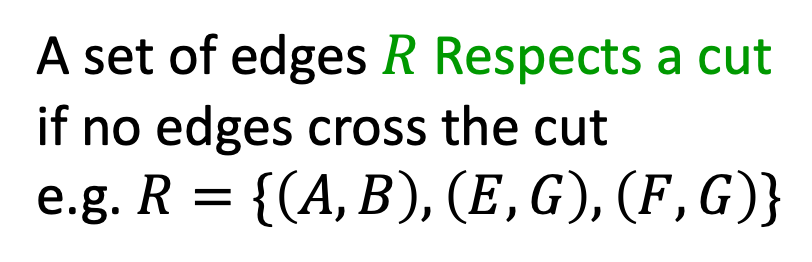 A set of edges R Respects a cut
if no edges cross the cut
e.g. R = {(A, B), (E, G), (F, G)}